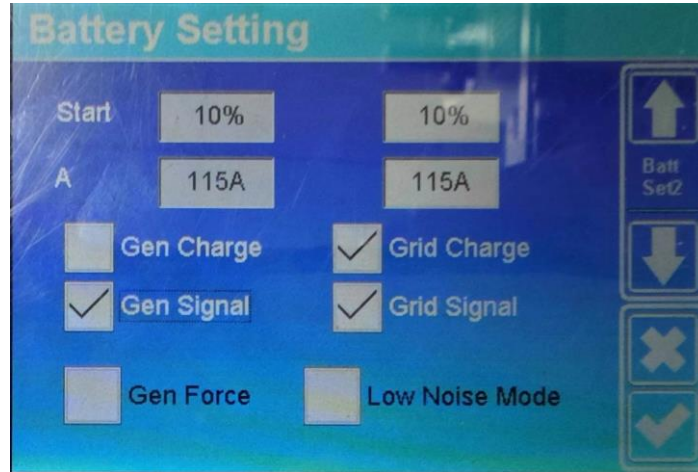 Battery Setting
Start 10% 10%
A 115A 115A
Batt
Set2
Gen Charge Grid Charge
Gen Signal Grid Signal
Gen Force Low Noise Mode